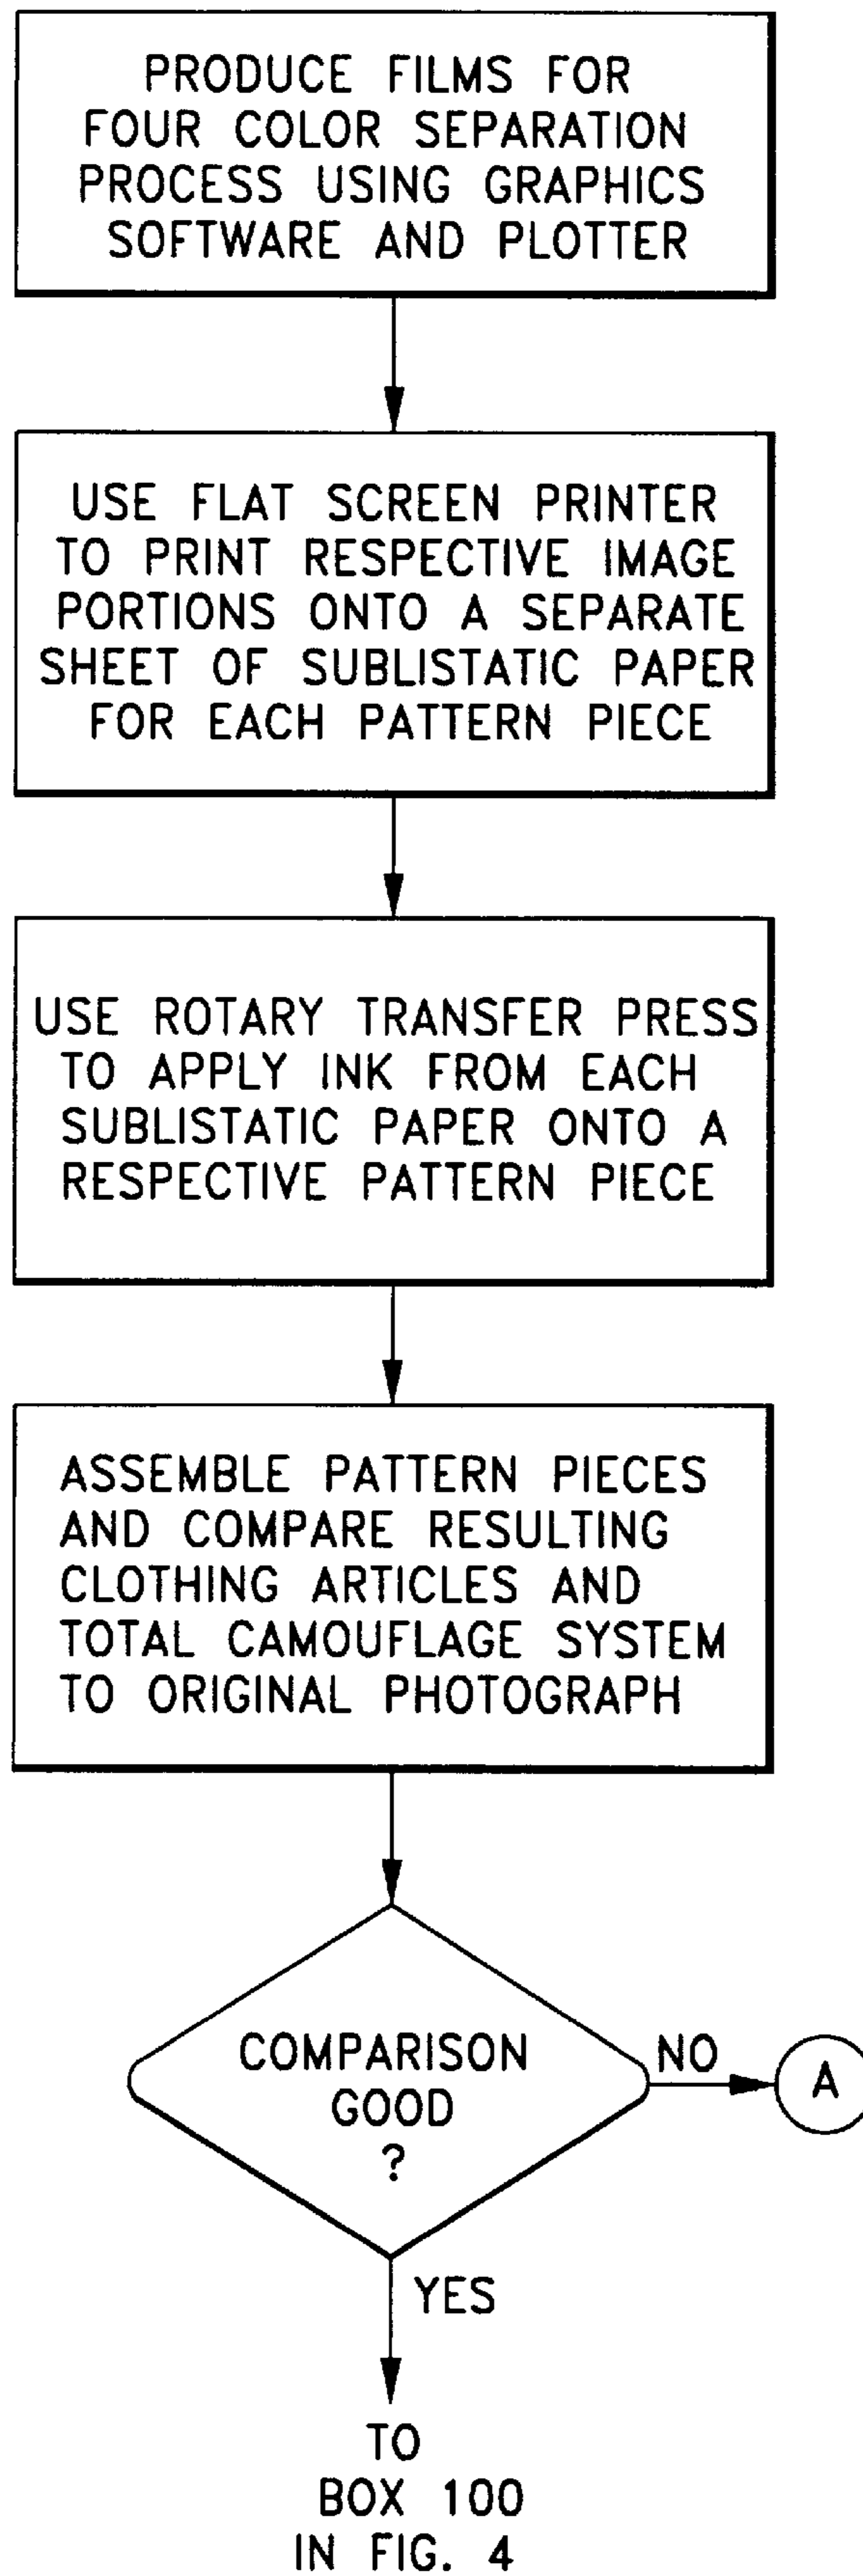 PRODUCE FILMS FOR
FOUR COLOR SEPARATION
PROCESS USING GRAPHICS
SOFTWARE AND PLOTTER
USE FLAT SCREEN PRINTER
TO PRINT RESPECTIVE IMAGE
PORTIONS ONTO A SEPARATE
SHEET OF SUBLISTATIC PAPER
FOR EACH PATTERN PIECE
USE ROTARY TRANSFER PRESS
TO APPLY INK FROM EACH
SUBLISTATIC PAPER ONTO A
RESPECTIVE PATTERN PIECE
ASSEMBLE PATTERN PIECES
AND COMPARE RESULTING
CLOTHING ARTICLES AND
TOTAL CAMOUFLAGE SYSTEM
TO ORIGINAL PHOTOGRAPH
COMPARISON
GOOD
?
NO
A
YES
TO
BOX 100
IN FIG. 4